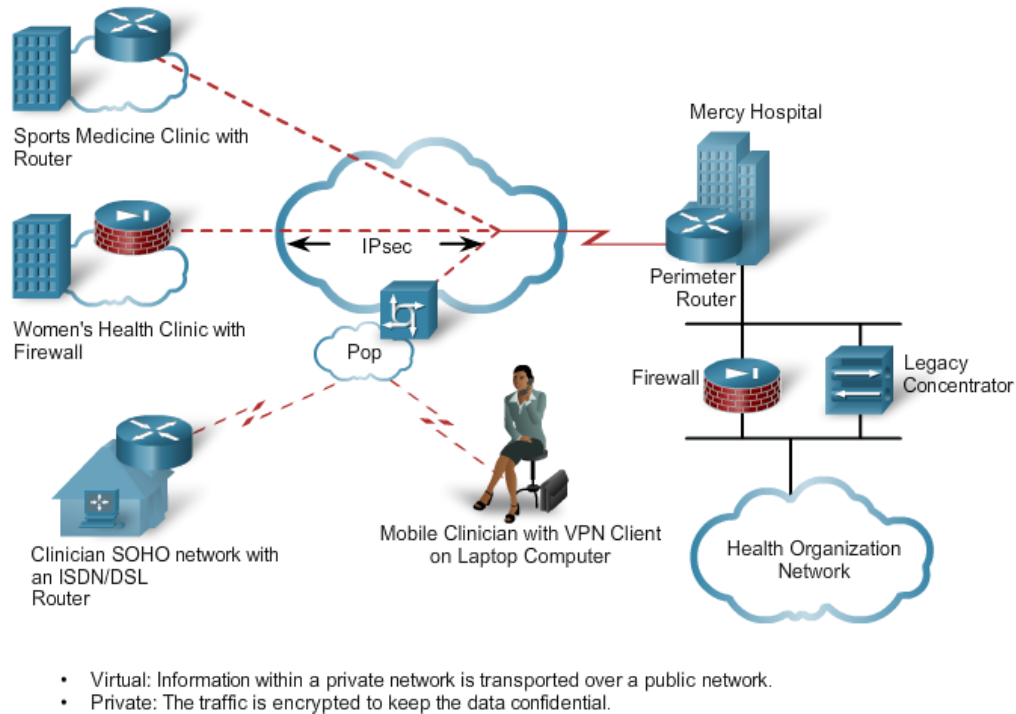 Mercy Hospital
Sports Medicine Clinic with
Router
IPsec
Perimeter
Router
Women's Health Clinic with
Firewall
Pop
Firewall
Legacy
Concentrator
Mobile Clinician with VPN Client
on Laptop Computer
Clinician SOHO network with
an ISDN/DSL
Router
Health Organization
Network
• Virtual: Information within a private network is transported over a public network.
• Private: The traffic is encrypted to keep the data confidential.